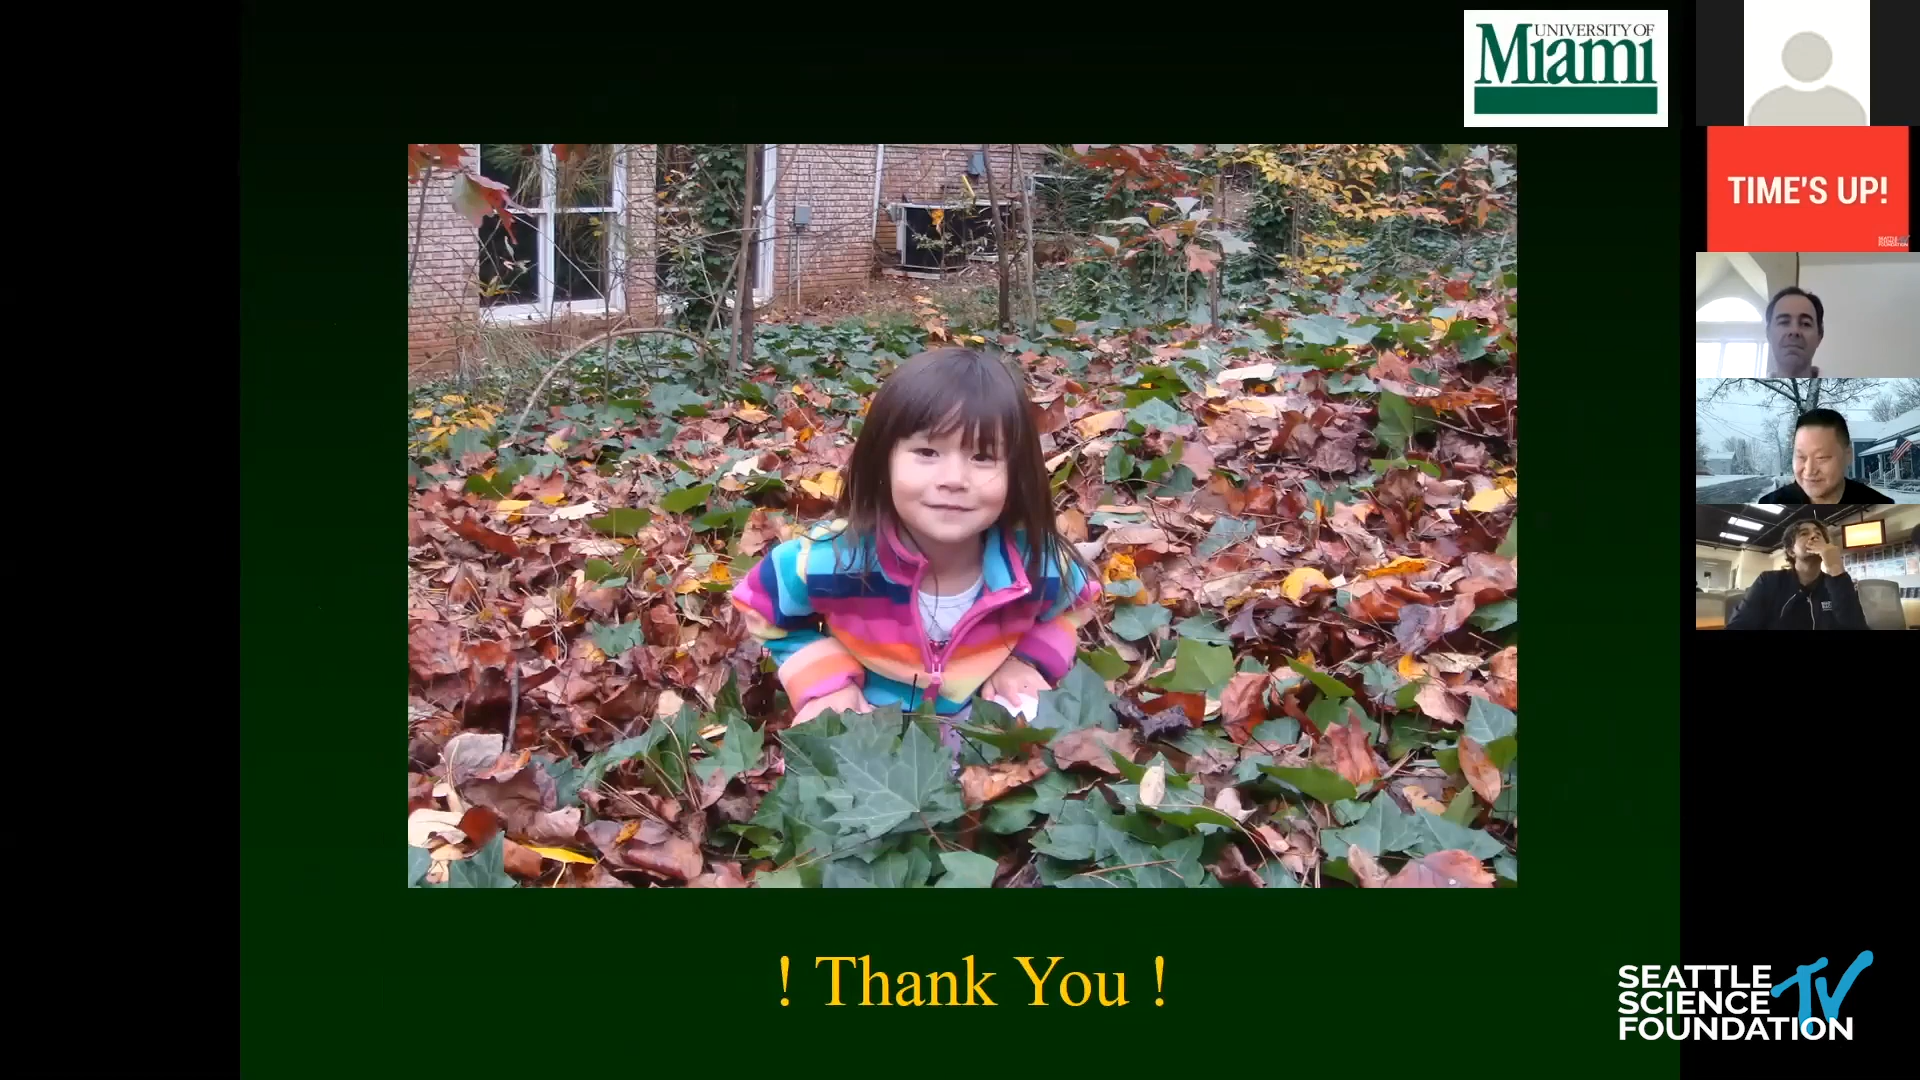 UNIVERSITY OF
Miami
TIME'S UP!
! Thank You !
SEATTLE
SCIENCE TV
FOUNDATION